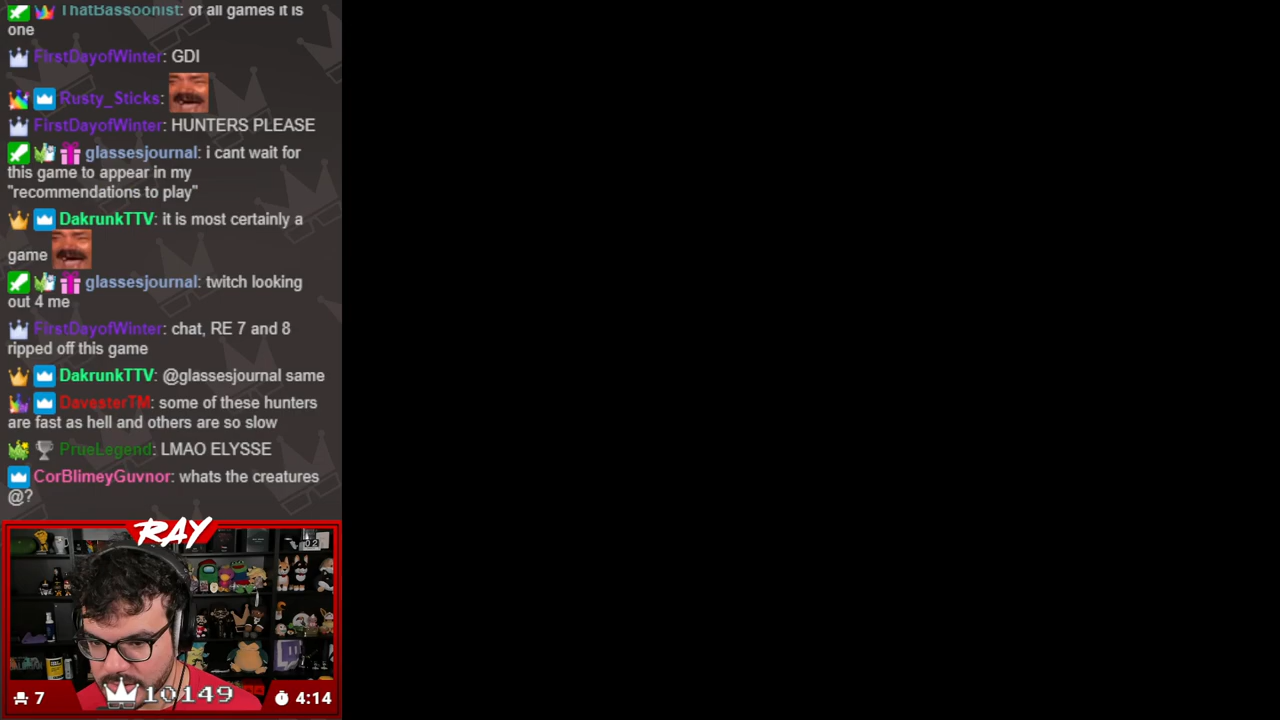 ThatBassoonist: of all games it is
one
FirstDayofWinter: GDI
Rusty_Sticks:
FirstDayofWinter: HUNTERS PLEASE
glassesjournal: i cant wait for
this game to appear in my
"recommendations to play"
DakrunkTTV: it is most certainly a
game
glassesjournal: twitch looking
out 4 me
FirstDayofWinter: chat, RE 7 and 8
ripped off this game
DakrunkTTV: @glassesjournal same
DavesterTM: some of these hunters
are fast as hell and others are so slow
PrueLegend: LMAO ELYSSE
CorBlimeyGuvnor: whats the creatures
@?
RAY
7
10149
4:14